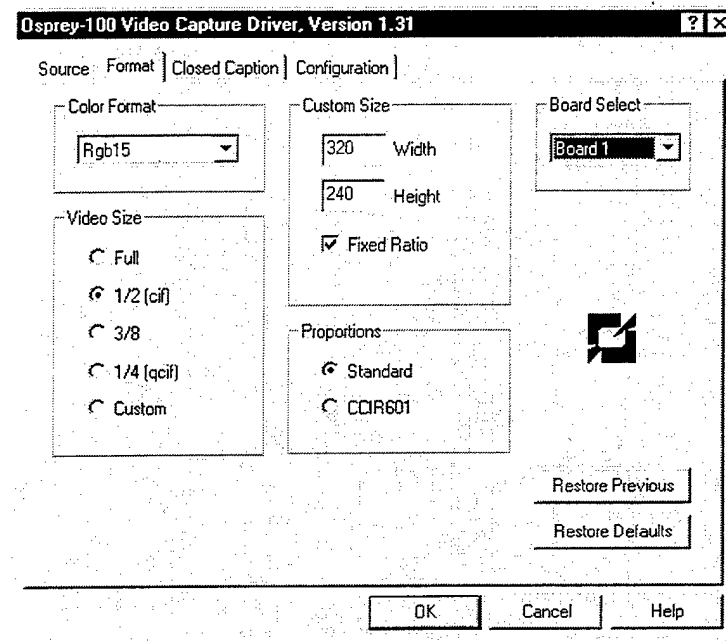 Osprey-100 Video Capture Driver, Version 1.31
Source Format Closed Caption Configuration
Color Format
Rgb15
Video Size
Full
1/2 (cif)
3/8
1/4 (qcif)
Custom
Custom Size
320 Width
240 Height
Fixed Ratio
Proportions
Standard
CCIR601
Board Select
Board 1
Restore Previous
Restore Defaults
OK Cancel Help